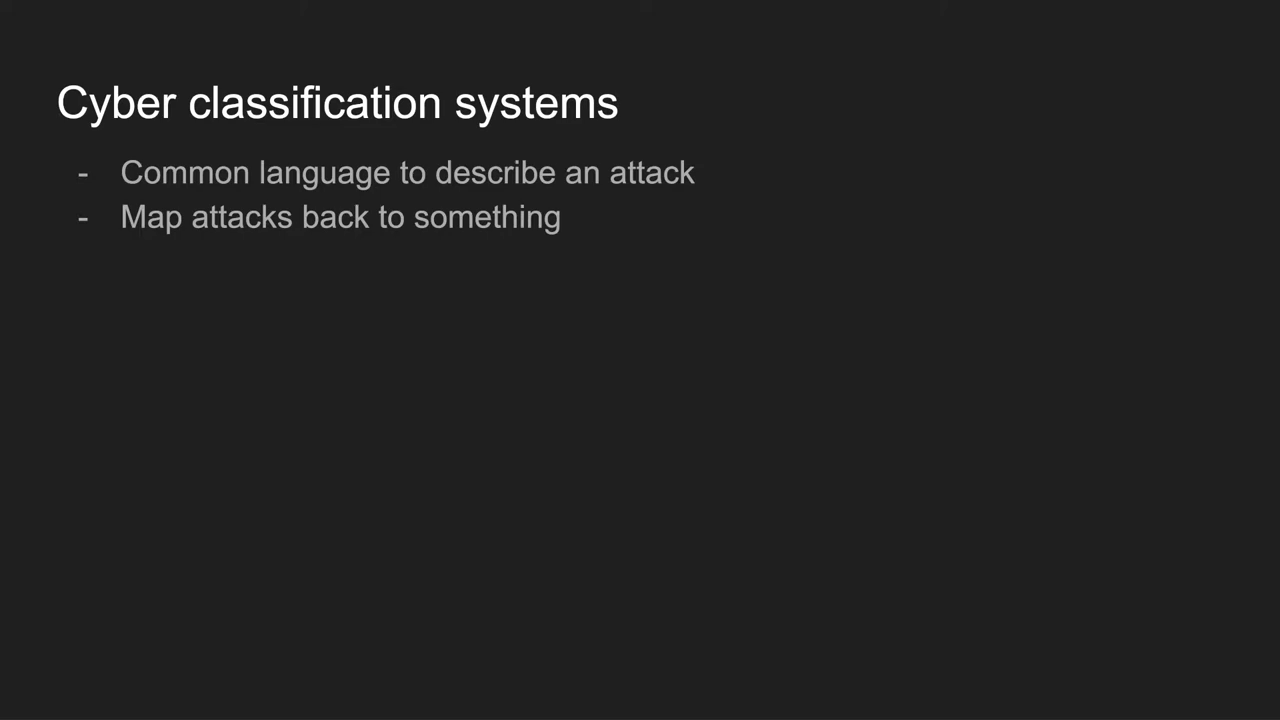 Cyber classification systems
- Common language to describe an attack
- Map attacks back to something